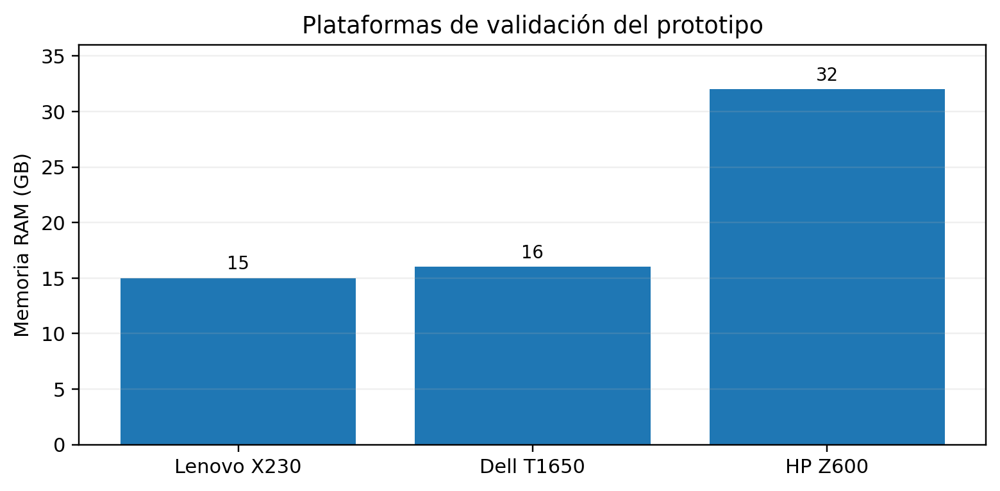 Plataformas de validación del prototipo
Memoria RAM (GB)
35
30
25
20
15
10
5
0
15
16
32
Lenovo X230
Dell T1650
HP Z600